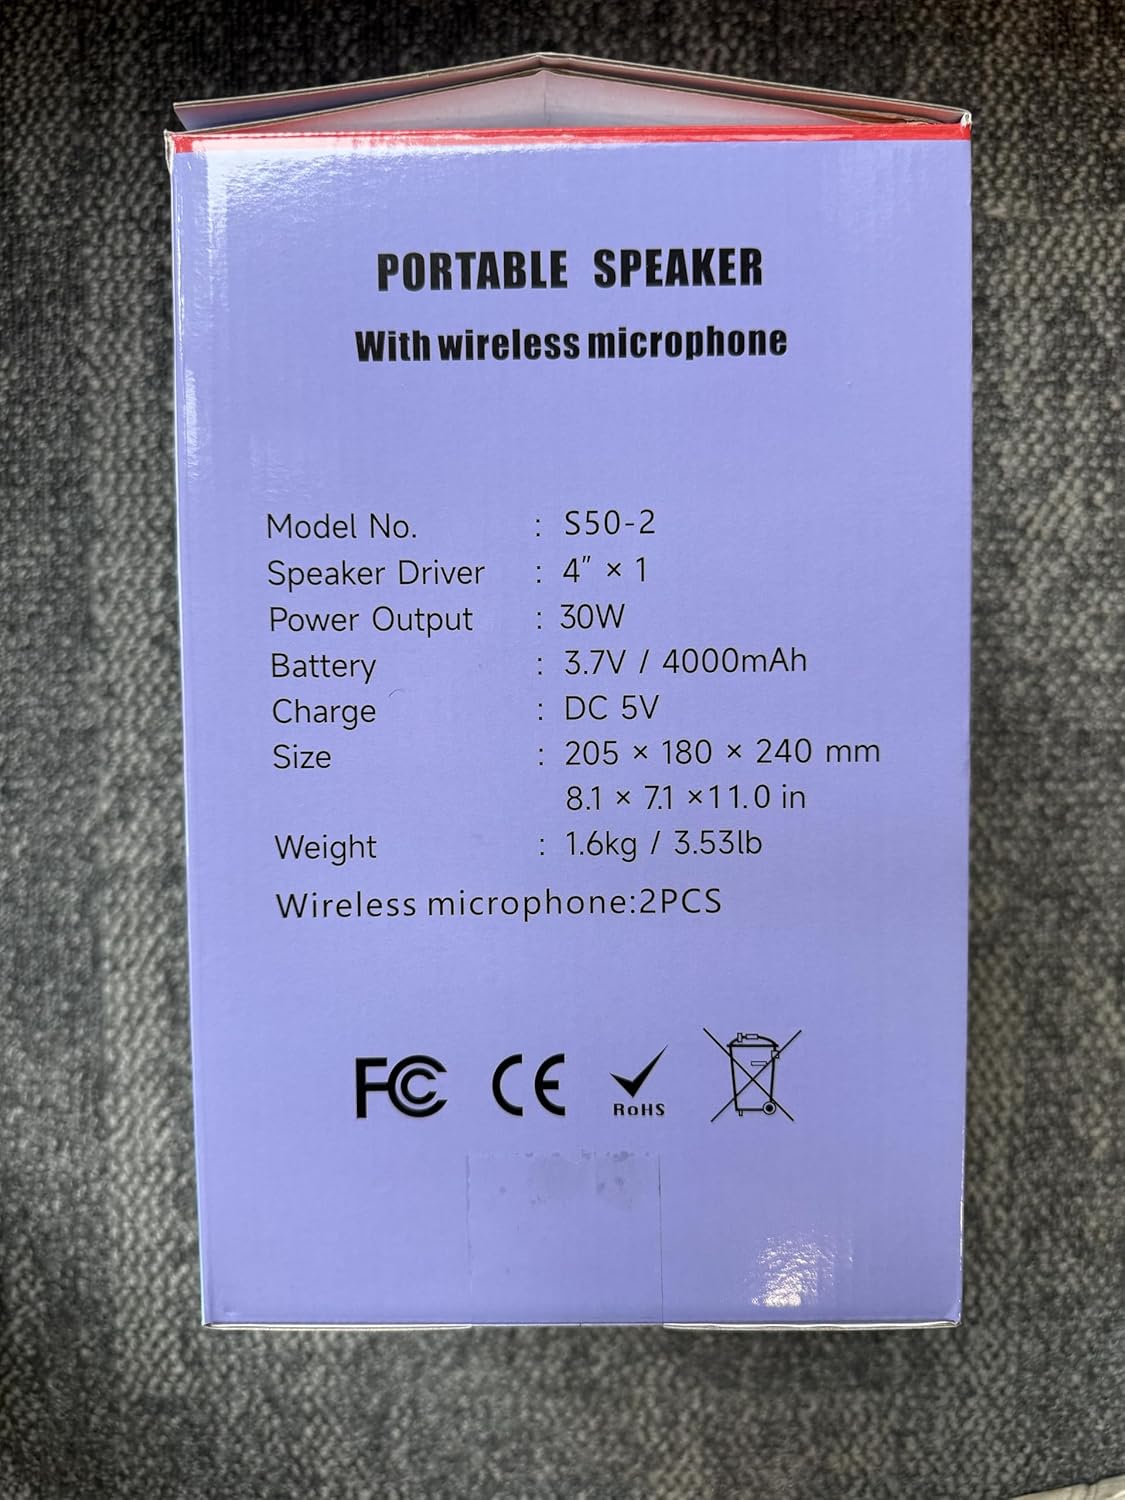 PORTABLE SPEAKER
With wireless microphone
Model No. : S50-2
Speaker Driver : 4” × 1
Power Output : 30W
Battery : 3.7V / 4000mAh
Charge : DC 5V
Size : 205 × 180 × 240 mm
8.1 × 7.1 ×11.0 in
Weight : 1.6kg / 3.53lb
Wireless microphone:2PCS
FC CE RoHS